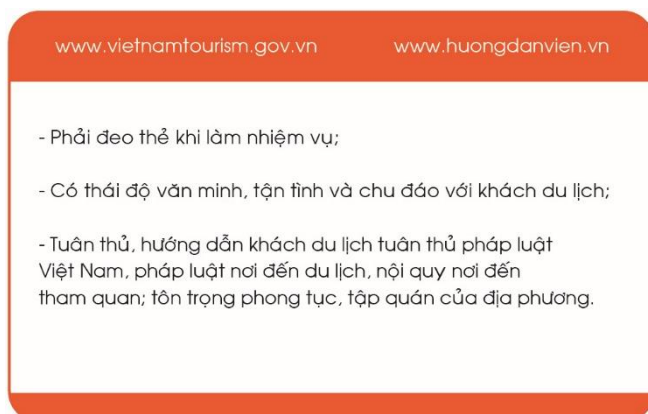 www.vietnamtourism.gov.vn www.huongdanvien.vn
- Phải đeo thẻ khi làm nhiệm vụ;
- Có thái độ văn minh, tận tình và chu đáo với khách du lịch;
- Tuân thủ, hướng dẫn khách du lịch tuân thủ pháp luật
Việt Nam, pháp luật nơi đến du lịch, nội quy nơi đến
tham quan; tôn trọng phong tục, tập quán của địa phương.